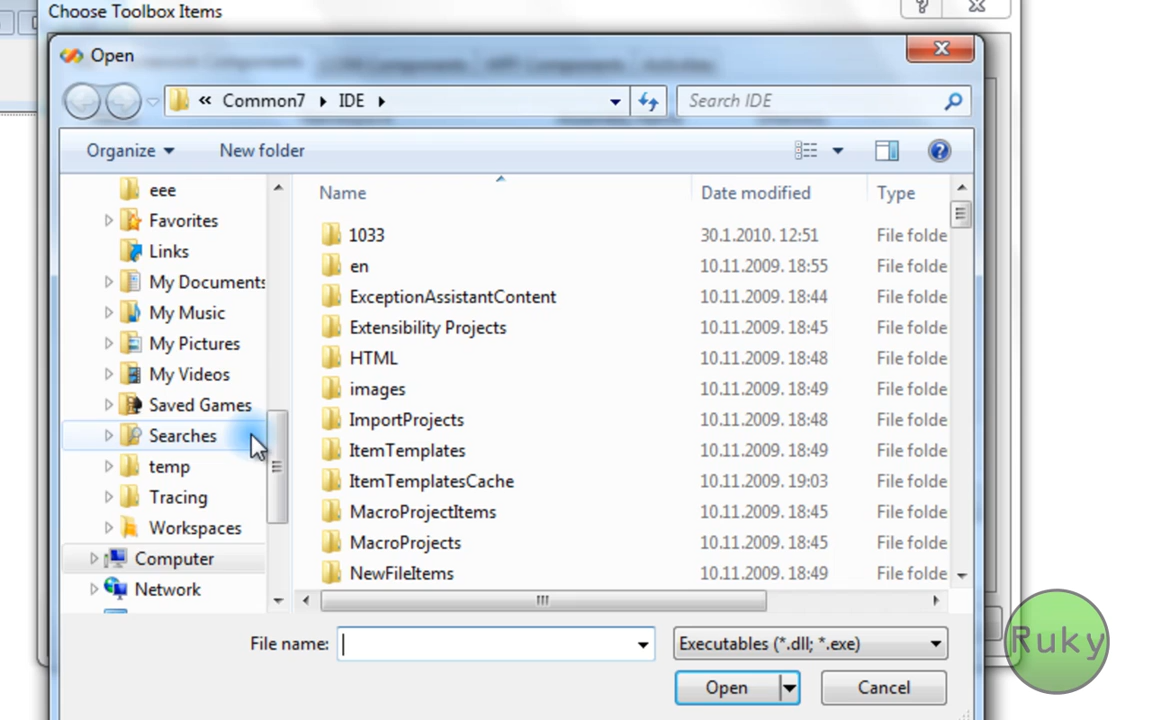 Choose Toolbox Items
Open
« Common7 IDE
Search IDE
Organize
New folder
Name Date modified Type
eee
Favorites
Links
My Documents
My Music
My Pictures
My Videos
Saved Games
Searches
temp
Tracing
Workspaces
Computer
Network
1033 30.1.2010. 12:51 File folde
en 10.11.2009. 18:55 File folde
ExceptionAssistantContent 10.11.2009. 18:44 File folde
Extensibility Projects 10.11.2009. 18:45 File folde
HTML 10.11.2009. 18:48 File folde
images 10.11.2009. 18:49 File folde
ImportProjects 10.11.2009. 18:48 File folde
ItemTemplates 10.11.2009. 18:49 File folde
ItemTemplatesCache 10.11.2009. 19:03 File folde
MacroProjectItems 10.11.2009. 18:45 File folde
MacroProjects 10.11.2009. 18:45 File folde
NewFileItems 10.11.2009. 18:49 File folde
File name:
Executables (*.dll; *.exe)
Open
Cancel
Ruky